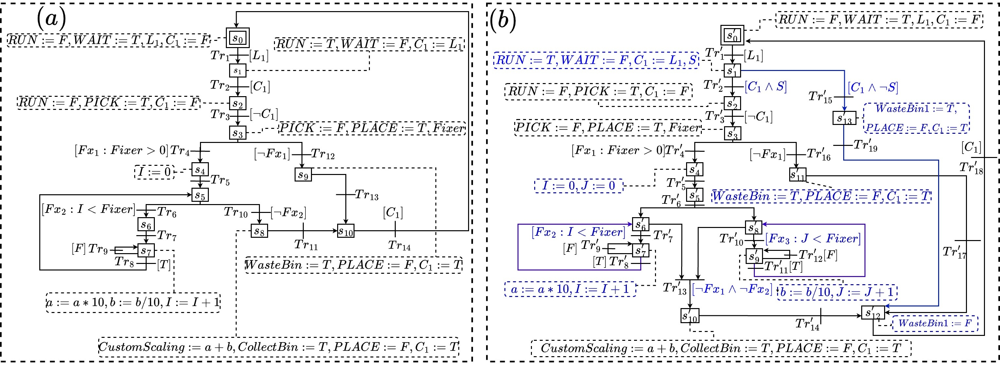 (a)
RUN := F, WAIT := T, L₁, C₁ := F
s₀
RUN := T, WAIT := F, C₁ := L₁
Tr₁ [L₁]
s₁
Tr₂ [C₁]
RUN := F, PICK := T, C₁ := F
s₂
Tr₃ [¬C₁]
s₃
PICK := F, PLACE := T, Fixer
[Fx₁ : Fixer > 0] Tr₄
[¬Fx₁] Tr₁₂
I := 0
s₄
s₉
Tr₅
s₅
Tr₁₃
[Fx₂ : I < Fixer] Tr₆
Tr₁₀ [¬Fx₂]
[C₁]
s₆
s₈
s₁₀
Tr₇
Tr₁₁
Tr₁₄
[F] Tr₉
s₇
Tr₈ [T]
WasteBin := T, PLACE := F, C₁ := T
a := a ∗ 10, b := b/10, I := I + 1
CustomScaling := a + b, CollectBin := T, PLACE := F, C₁ := T
(b)
RUN := F, WAIT := T, L₁, C₁ := F
s′₀
Tr′₁ [L₁]
RUN := T, WAIT := F, C₁ := L₁, S
s′₁
Tr′₂ [C₁ ∧ S]
[C₁ ∧ ¬S]
Tr′₁₅
RUN := F, PICK := T, C₁ := F
s′₂
Tr′₃ [¬C₁]
s′₁₃
WasteBin1 := T,
PLACE := F, C₁ := T
PICK := F, PLACE := T, Fixer
s′₃
[Fx₁ : Fixer > 0] Tr′₄
[¬Fx₁] Tr′₁₆
Tr′₁₉
[C₁]
Tr′₁₈
s′₄
s′₁₁
I := 0, J := 0
Tr′₅
s′₅
WasteBin := T, PLACE := F, C₁ := T
Tr′₆
s′₆
s′₈
[Fx₂ : I < Fixer] Tr′₇
Tr′₁₀ [Fx₃ : J < Fixer]
[F] Tr′₉
s′₇
s′₉
Tr′₁₂ [F]
Tr′₁₇
[T] Tr′₈
Tr′₁₁ [T]
a := a ∗ 10, I := I + 1
Tr′₁₃ [¬Fx₁ ∧ ¬Fx₂]
b := b/10, J := J + 1
s′₁₀
Tr′₁₄
s′₁₂
WasteBin1 := F
CustomScaling := a + b, CollectBin := T, PLACE := F, C₁ := T